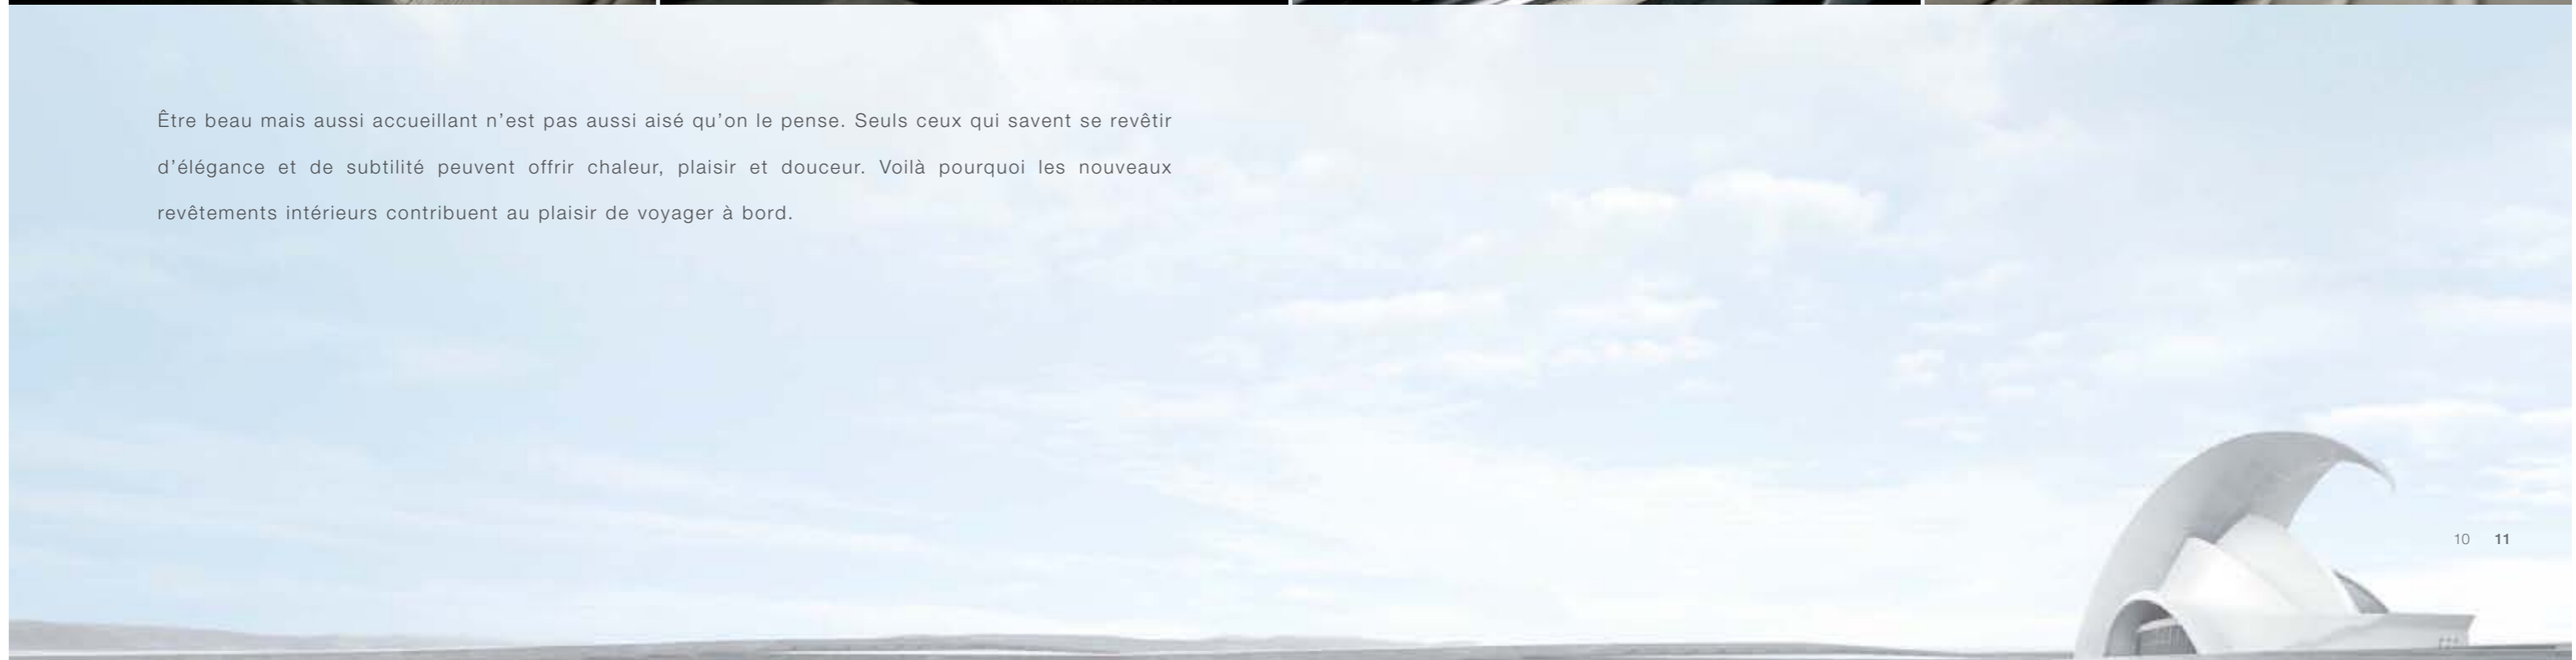 Être beau mais aussi accueillant n’est pas aussi aisé qu’on le pense. Seuls ceux qui savent se revêtir
d’élégance et de subtilité peuvent offrir chaleur, plaisir et douceur. Voilà pourquoi les nouveaux
revêtements intérieurs contribuent au plaisir de voyager à bord.
10 11